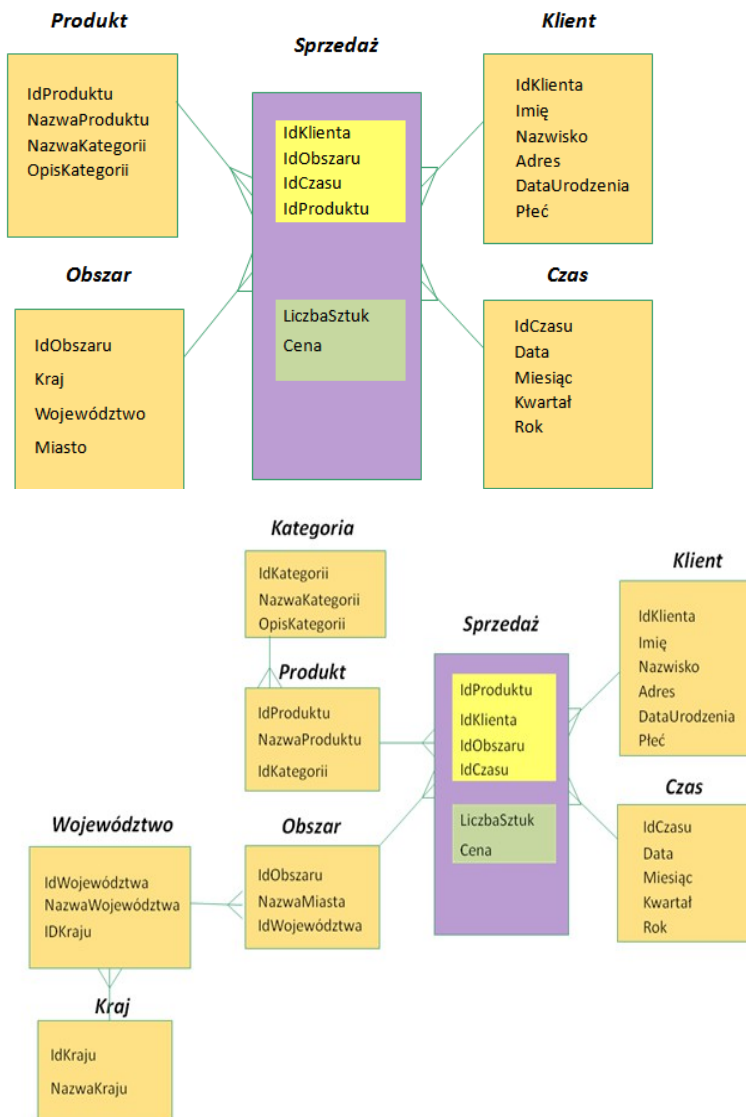 Produkt
IdProduktu
NazwaProduktu
NazwaKategorii
OpisKategorii
Sprzedaż
IdKlienta
IdObszaru
IdCzasu
IdProduktu
LiczbaSztuk
Cena
Klient
IdKlienta
Imię
Nazwisko
Adres
DataUrodzenia
Płeć
Obszar
IdObszaru
Kraj
Województwo
Miasto
Czas
IdCzasu
Data
Miesiąc
Kwartał
Rok
Kategoria
IdKategorii
NazwaKategorii
OpisKategorii
Produkt
IdProduktu
NazwaProduktu
IdKategorii
Sprzedaż
IdProduktu
IdKlienta
IdObszaru
IdCzasu
LiczbaSztuk
Cena
Klient
IdKlienta
Imię
Nazwisko
Adres
DataUrodzenia
Płeć
Województwo
IdWojewództwa
NazwaWojewództwa
IDKraju
Obszar
IdObszaru
NazwaMiasta
IdWojewództwa
Czas
IdCzasu
Data
Miesiąc
Kwartał
Rok
Kraj
IdKraju
NazwaKraju